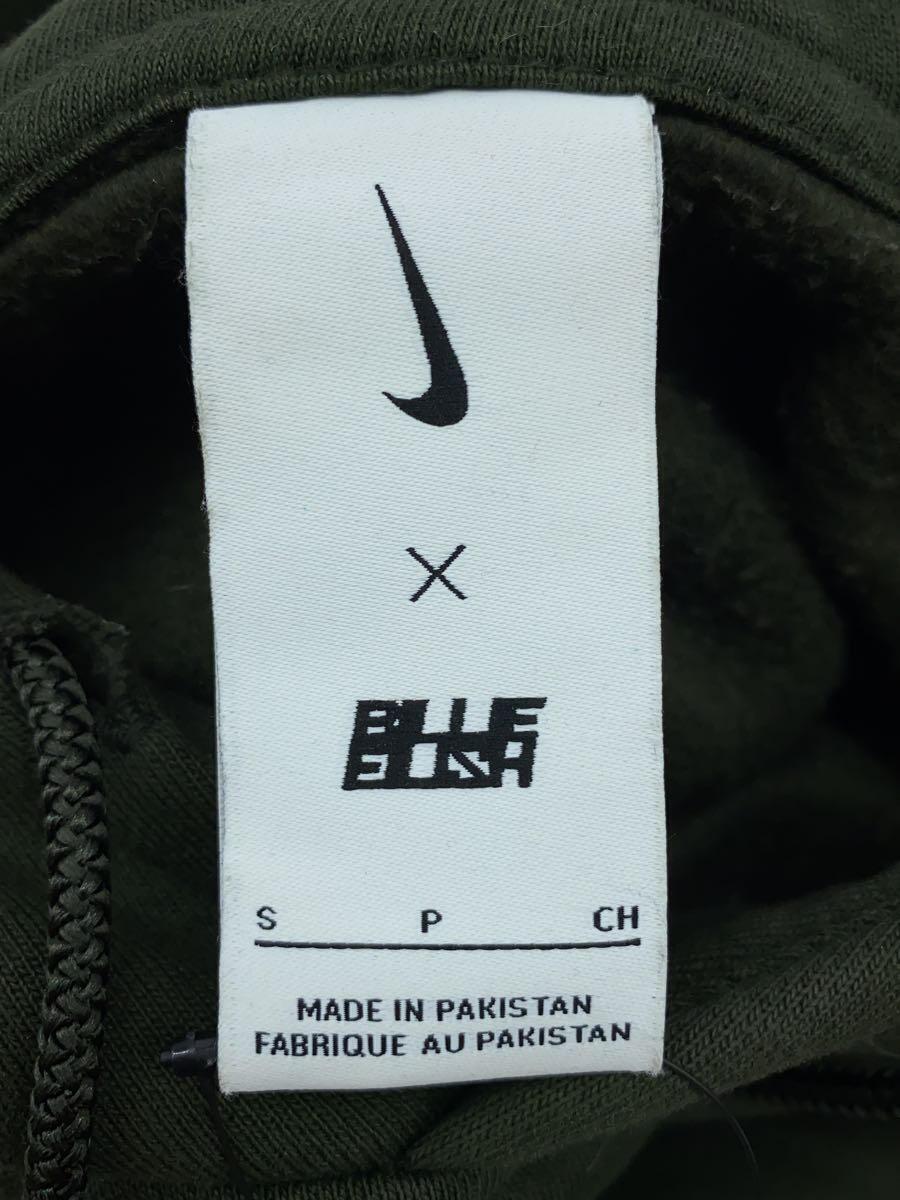 X
BILLIE
EILISH
S P CH
MADE IN PAKISTAN
FABRIQUE AU PAKISTAN